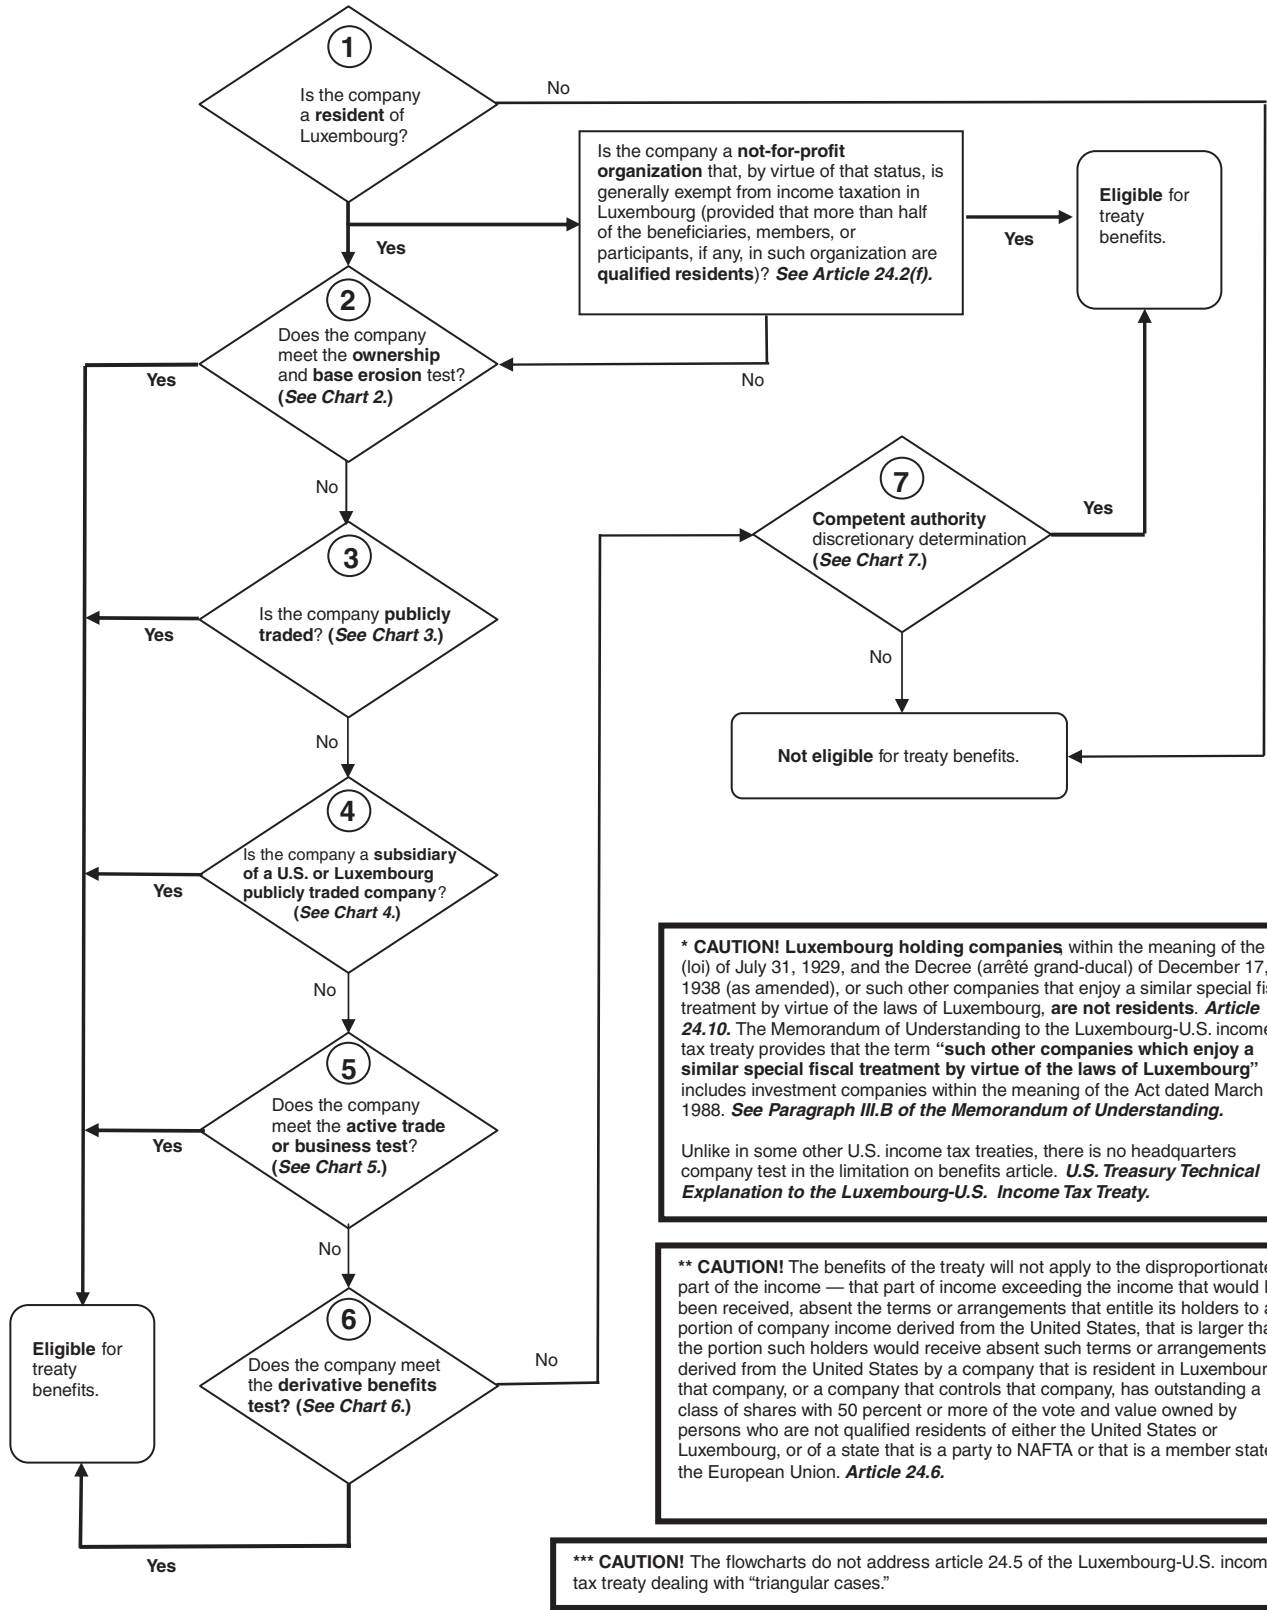 1
Is the company
a resident of
Luxembourg?
No
Yes
Is the company a not-for-profit
organization that, by virtue of that status, is
generally exempt from income taxation in
Luxembourg (provided that more than half
of the beneficiaries, members, or
participants, if any, in such organization are
qualified residents)? See Article 24.2(f).
Yes
Eligible for
treaty
benefits.
No
2
Does the company
meet the ownership
and base erosion test?
(See Chart 2.)
Yes
No
7
Competent authority
discretionary determination
(See Chart 7.)
Yes
No
Not eligible for treaty benefits.
3
Is the company publicly
traded? (See Chart 3.)
Yes
No
4
Is the company a subsidiary
of a U.S. or Luxembourg
publicly traded company?
(See Chart 4.)
Yes
No
5
Does the company
meet the active trade
or business test?
(See Chart 5.)
Yes
No
6
Does the company meet
the derivative benefits
test? (See Chart 6.)
No
Yes
Eligible for
treaty
benefits.
* CAUTION! Luxembourg holding companies, within the meaning of the
(loi) of July 31, 1929, and the Decree (arrêté grand-ducal) of December 17,
1938 (as amended), or such other companies that enjoy a similar special
treatment by virtue of the laws of Luxembourg, are not residents. Article
24.10. The Memorandum of Understanding to the Luxembourg-U.S. income
tax treaty provides that the term “such other companies which enjoy a
similar special fiscal treatment by virtue of the laws of Luxembourg”
includes investment companies within the meaning of the Act dated March
1988. See Paragraph III.B of the Memorandum of Understanding.
Unlike in some other U.S. income tax treaties, there is no headquarters
company test in the limitation on benefits article. U.S. Treasury Technical
Explanation to the Luxembourg-U.S. Income Tax Treaty.
** CAUTION! The benefits of the treaty will not apply to the disproportionate
part of the income — that part of income exceeding the income that would
been received, absent the terms or arrangements that entitle its holders to
portion of company income derived from the United States, that is larger
the portion such holders would receive absent such terms or arrangements
derived from the United States by a company that is resident in
that company, or a company that controls that company, has outstanding a
class of shares with 50 percent or more of the vote and value owned by
persons who are not qualified residents of either the United States or
Luxembourg, or of a state that is a party to NAFTA or that is a member state
the European Union. Article 24.6.
*** CAUTION! The flowcharts do not address article 24.5 of the Luxembourg-U.S.
tax treaty dealing with “triangular cases.”